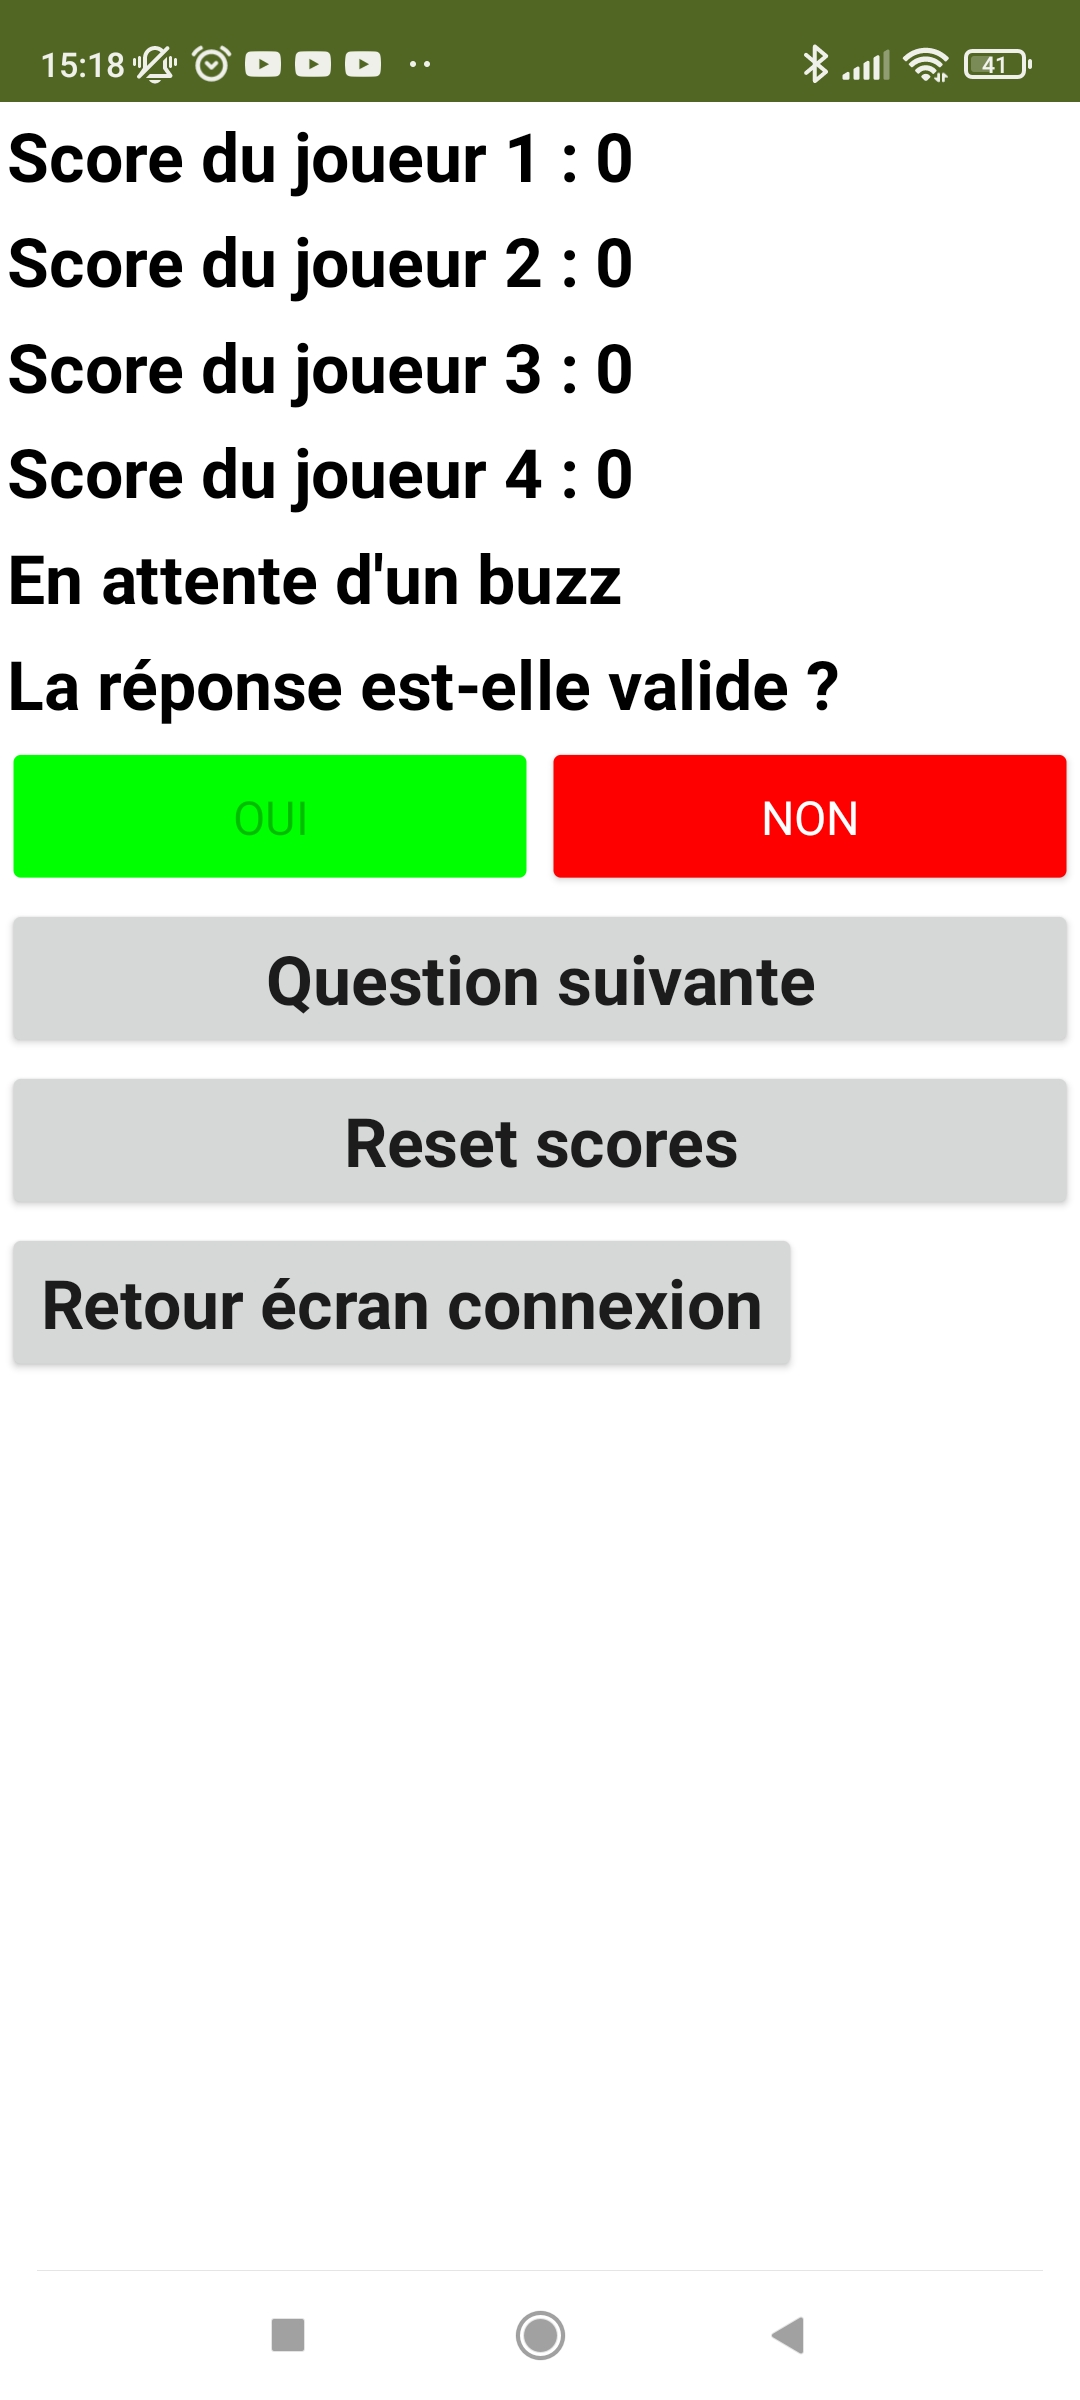 15:18 41
Score du joueur 1 : 0
Score du joueur 2 : 0
Score du joueur 3 : 0
Score du joueur 4 : 0
En attente d'un buzz
La réponse est-elle valide ?
OUI NON
Question suivante
Reset scores
Retour écran connexion